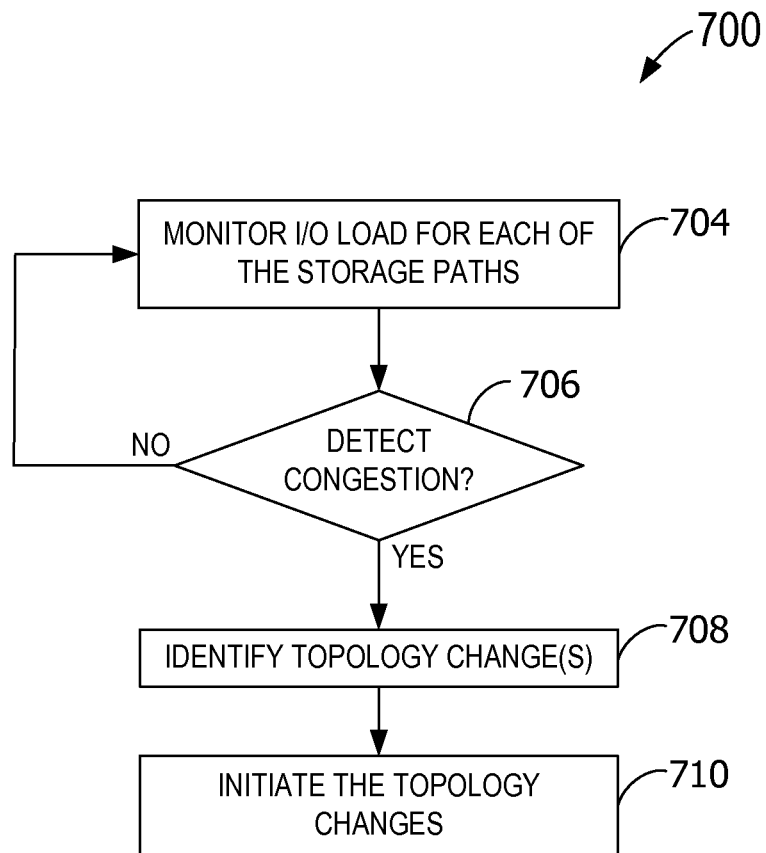 700
MONITOR I/O LOAD FOR EACH OF
THE STORAGE PATHS
704
706
DETECT
CONGESTION?
NO
YES
IDENTIFY TOPOLOGY CHANGE(S)
708
INITIATE THE TOPOLOGY
CHANGES
710